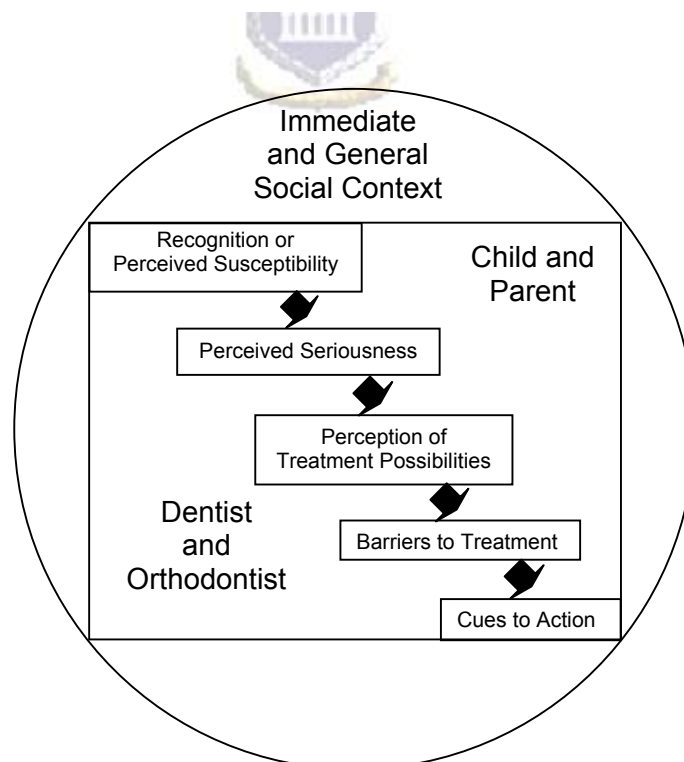 Immediate
and General
Social Context
Recognition or
Perceived Susceptibility
Child and
Parent
Perceived Seriousness
Perception of
Treatment Possibilities
Dentist
and
Orthodontist
Barriers to Treatment
Cues to Action